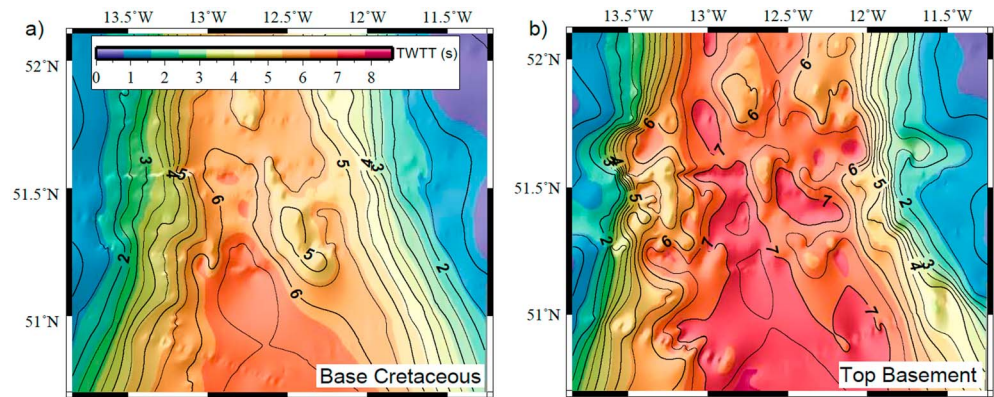 a)
13.5°W 13°W 12.5°W 12°W 11.5°W
TWTT (s)
0 1 2 3 4 5 6 7 8
52°N
51.5°N
51°N
3 4 5 5 4 3
6
2 5 2
6
Base Cretaceous
b)
13.5°W 13°W 12.5°W 12°W 11.5°W
52°N
51.5°N
51°N
6
6 6
7
3 4 6
5 5
7 2
2 6 7 7
4 3
7
Top Basement